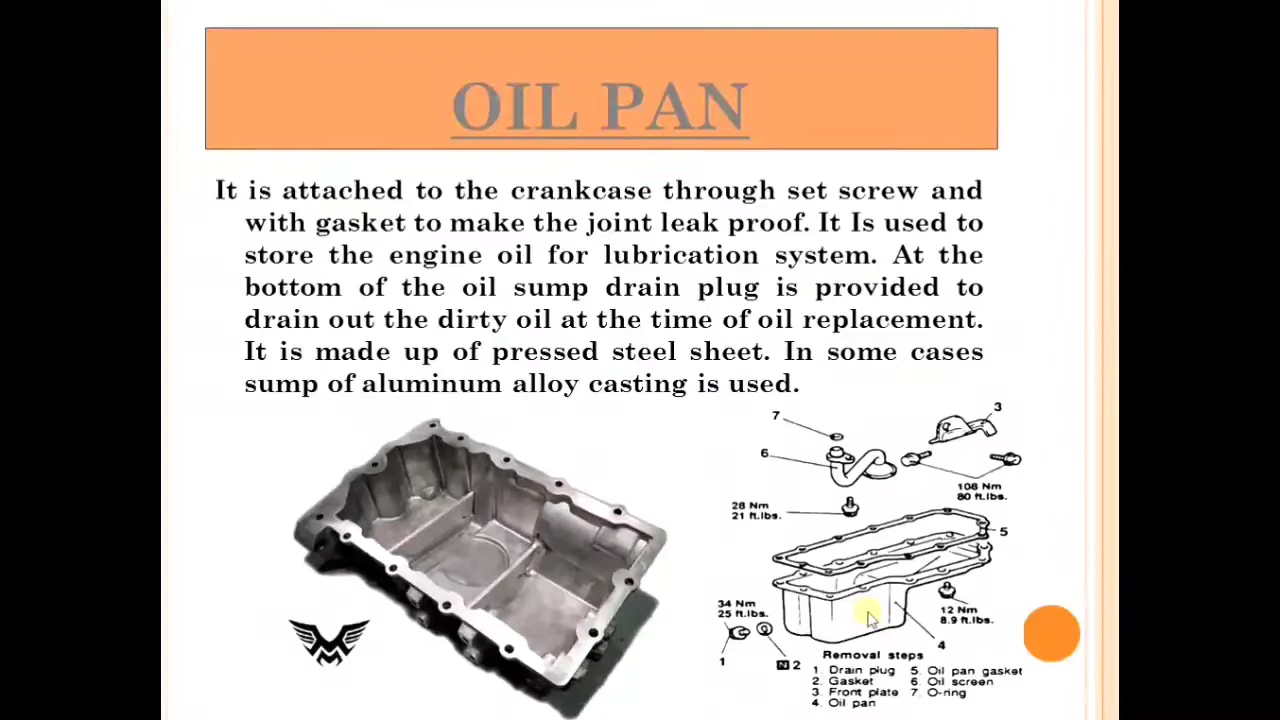 OIL PAN
It is attached to the crankcase through set screw and
with gasket to make the joint leak proof. It Is used to
store the engine oil for lubrication system. At the
bottom of the oil sump drain plug is provided to
drain out the dirty oil at the time of oil replacement.
It is made up of pressed steel sheet. In some cases
sump of aluminum alloy casting is used.
7
3
6
108 Nm
80 ft.lbs.
28 Nm
21 ft.lbs.
5
34 Nm
25 ft.lbs.
12 Nm
8.9 ft.lbs.
1
N 2
4
Removal steps
1. Drain plug 5. Oil pan gasket
2. Gasket 6. Oil screen
3. Front plate 7. O-ring
4. Oil pan